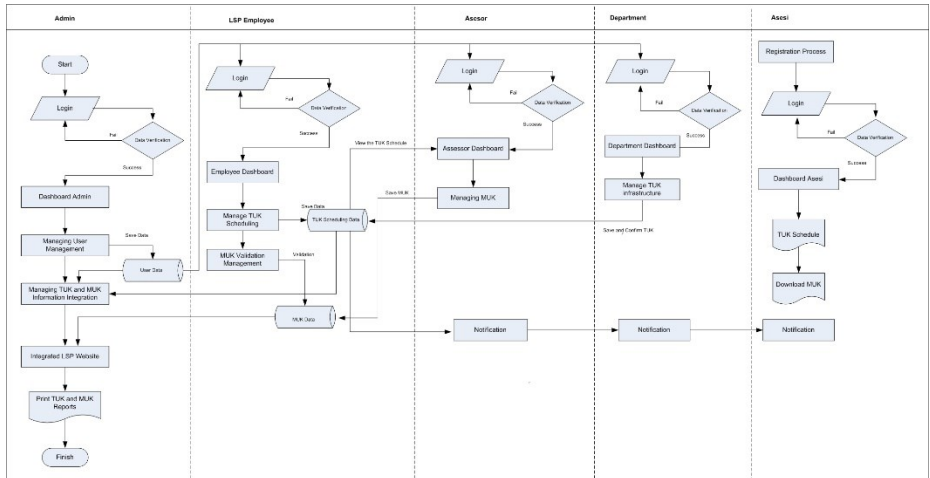 Admin
LSP Employee
Asesor
Department
Asesi
Start
Login
Data Verification
Fail
Success
Dashboard Admin
Managing User
Management
Save Data
User Data
Managing TUK and MUK
Information Integration
Integrated LSP Website
Print TUK and MUK
Reports
Finish
Login
Data Verification
Fail
Success
Employee Dashboard
Manage TUK
Scheduling
Save Data
TUK Scheduling Data
MUK Validation
Management
Validation
MUK Data
View the TUK Schedule
Save MUK
Login
Data Verification
Fail
Success
Assessor Dashboard
Managing MUK
Notification
Login
Data Verification
Fail
Success
Department Dashboard
Manage TUK
infrastructure
Save and Confirm TUK
Notification
Registration Process
Login
Data Verification
Fail
Success
Dashboard Asesi
TUK Schedule
Download MUK
Notification